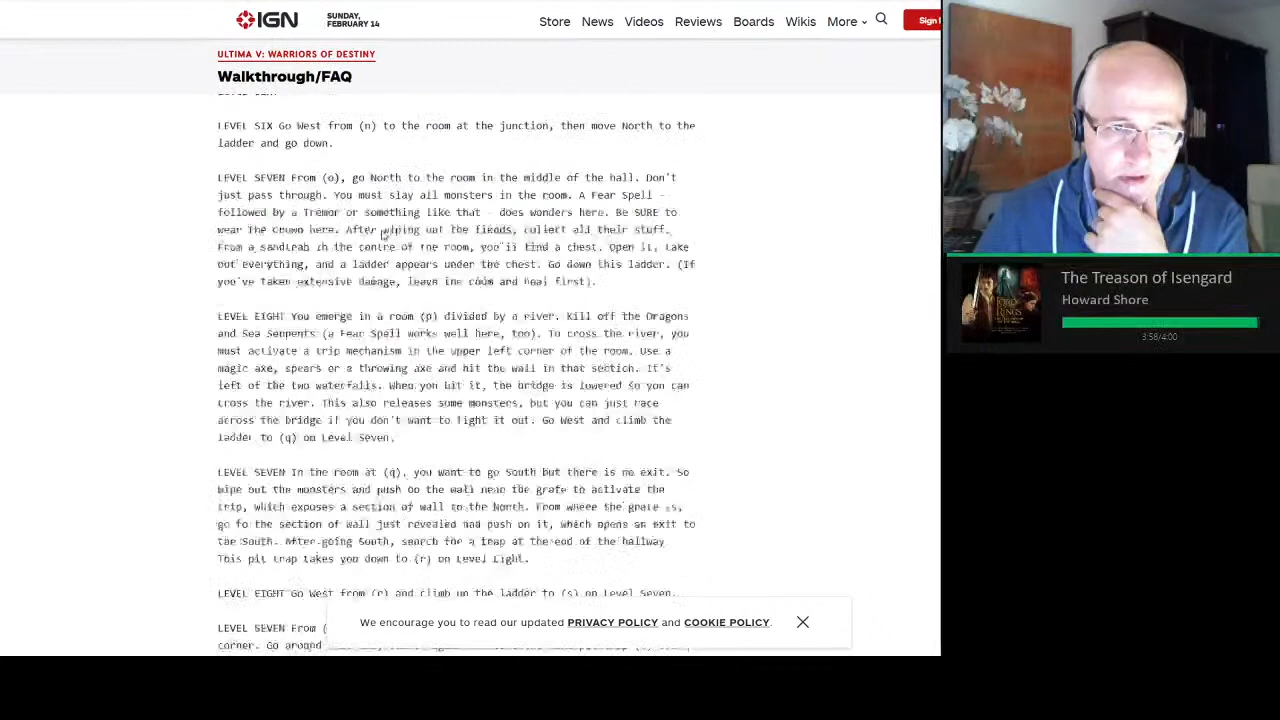 IGN
SUNDAY,
FEBRUARY 14
Store News Videos Reviews Boards Wikis More
Sign
ULTIMA V: WARRIORS OF DESTINY
Walkthrough/FAQ
LEVEL SIX Go West from (n) to the room at the junction, then move North to the
ladder and go down.
LEVEL SEVEN From (o), go North to the room in the middle of the hall. Don't
just pass through. You must slay all monsters in the room. A Fear Spell -
followed by a Tremor or something like that - does wonders here. Be SURE to
wear The Crown here. After wiping out the fiends, collect all their stuff.
From a sandtrab in the centre of the room, you'll find a chest. Open it, take
out everything, and a ladder appears under the chest. Go down this ladder. (If
you've taken extensive damage, leave the room and heal first).
LEVEL EIGHT You emerge in a room (p) divided by a river. Kill off the Dragons
and Sea Serpents (a Fear Spell works well here, too). To cross the river, you
must activate a trip mechanism in the upper left corner of the room. Use a
magic axe, spears or a throwing axe and hit the wall in that section. It's
left of the two waterfalls. When you hit it, the bridge is lowered so you can
cross the river. This also releases some monsters, but you can just race
across the bridge if you don't want to fight it out. Go West and climb the
ladder to (q) on Level Seven.
LEVEL SEVEN In the room at (q), you want to go South but there is no exit. So
wipe out the monsters and push on the wall near the grate to activate the
trip, which exposes a section of wall to the North. From where the grate is,
go to the section of wall just revealed and push on it, which opens an exit to
the South. After going South, search for a trap at the end of the hallway
This pit trap takes you down to (r) on Level Eight.
LEVEL EIGHT Go West from (r) and climb up the ladder to (s) on Level Seven.
LEVEL SEVEN From (
corner. Go around
We encourage you to read our updated PRIVACY POLICY and COOKIE POLICY.
The Treason of Isengard
Howard Shore
3:58/4:00